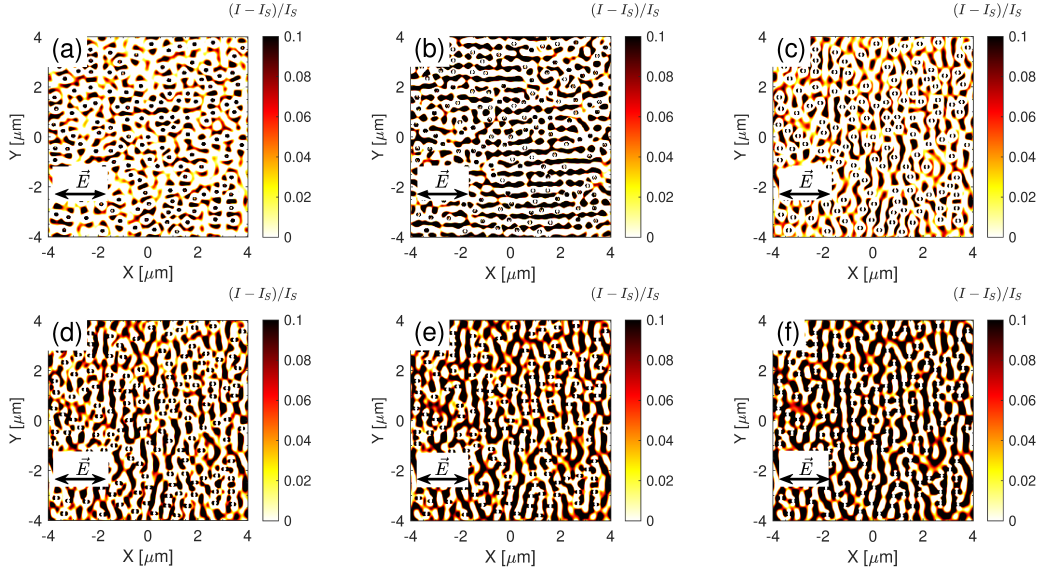 (I − I_S)/I_S (I − I_S)/I_S (I − I_S)/I_S
(a) (b) (c)
4 0.1 4 0.1 4 0.1
0.08 0.08 0.08
2 2 2
Y [μm] 0 0.06 Y [μm] 0 0.06 Y [μm] 0 0.06
0.04 0.04 0.04
-2 E⃗ 0.02 -2 E⃗ 0.02 -2 E⃗ 0.02
-4 0 -4 0 -4 0
-4 -2 0 2 4 -4 -2 0 2 4 -4 -2 0 2 4
X [μm] X [μm] X [μm]
(I − I_S)/I_S (I − I_S)/I_S (I − I_S)/I_S
(d) (e) (f)
4 0.1 4 0.1 4 0.1
0.08 0.08 0.08
2 2 2
Y [μm] 0 0.06 Y [μm] 0 0.06 Y [μm] 0 0.06
0.04 0.04 0.04
-2 E⃗ 0.02 -2 E⃗ 0.02 -2 E⃗ 0.02
-4 0 -4 0 -4 0
-4 -2 0 2 4 -4 -2 0 2 4 -4 -2 0 2 4
X [μm] X [μm] X [μm]